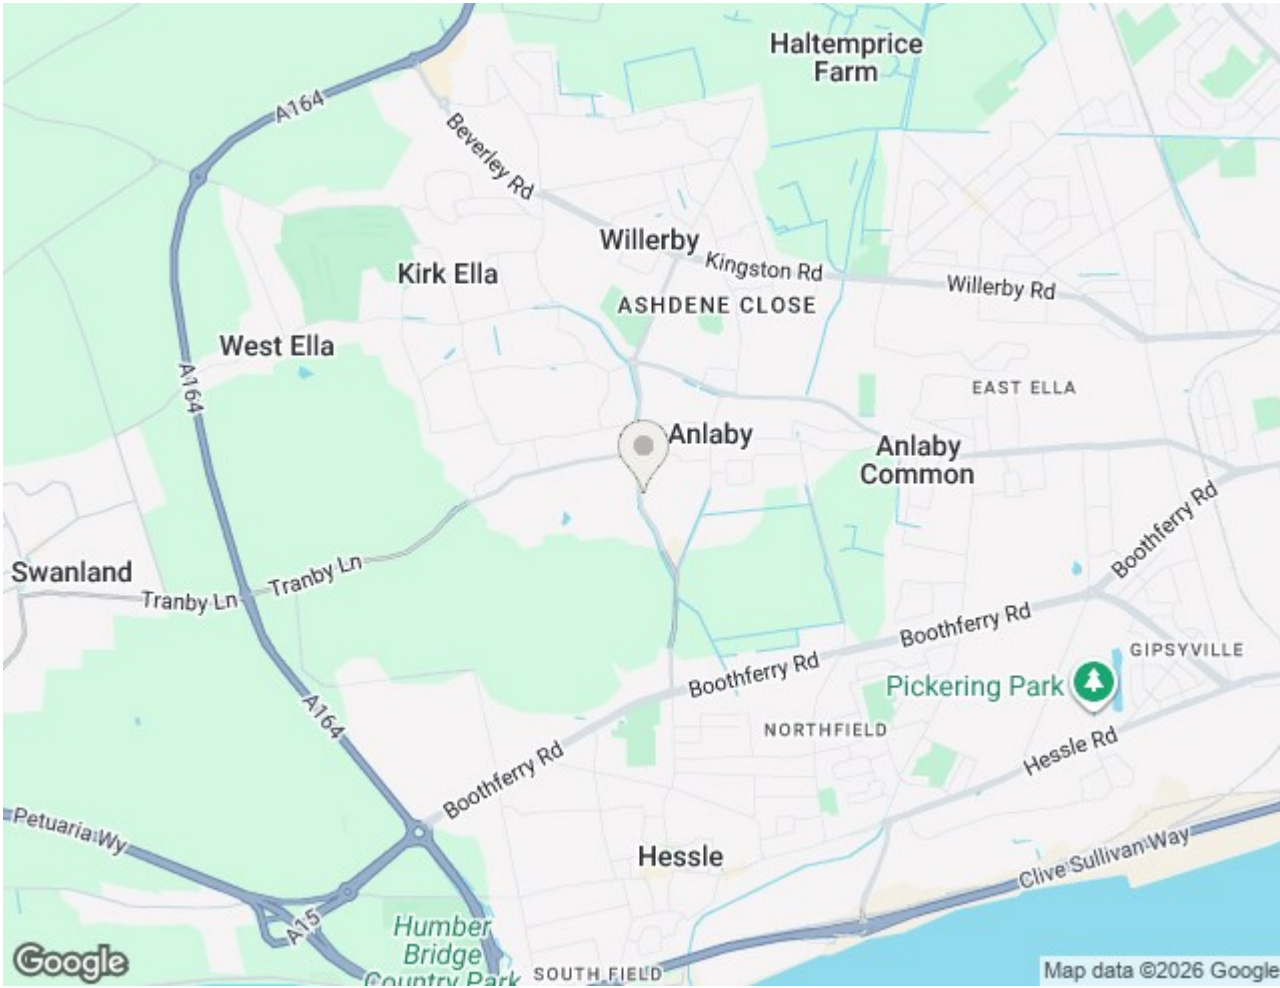 Haltemprice
Farm
A164
Beverley Rd
Willerby
Kingston Rd
Kirk Ella
Willerby Rd
ASHDENE CLOSE
West Ella
A164
EAST ELLA
Anlaby
Anlaby
Common
Boothferry Rd
Swanland
Tranby Ln
Tranby Ln
Boothferry Rd
GIPSYVILLE
Boothferry Rd
Pickering Park
A164
NORTHFIELD
Hessle Rd
Boothferry Rd
Petuaria Wy
Hessle
Clive Sullivan Way
A15
Humber
Bridge
Country Park
SOUTH FIELD
Google
Map data ©2026 Google